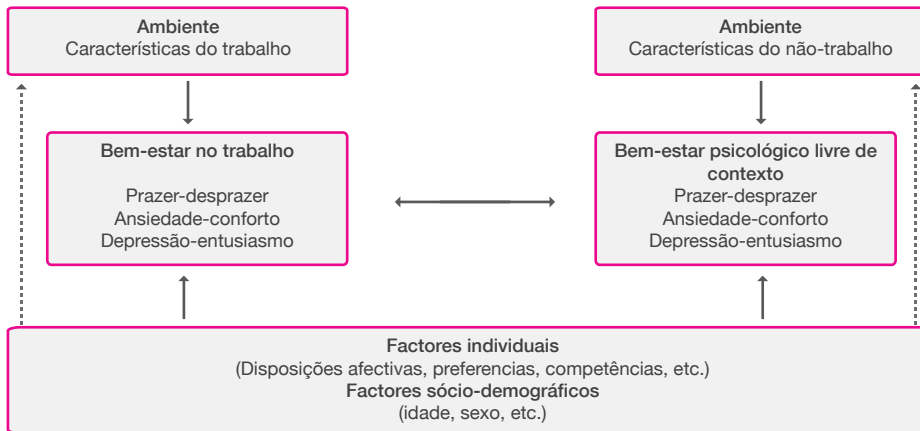 Ambiente
Características do trabalho
Ambiente
Características do não-trabalho
Bem-estar no trabalho
Prazer-desprazer
Ansiedade-conforto
Depressão-entusiasmo
Bem-estar psicológico livre de
contexto
Prazer-desprazer
Ansiedade-conforto
Depressão-entusiasmo
Factores individuais
(Disposições afectivas, preferencias, competências, etc.)
Factores sócio-demográficos
(idade, sexo, etc.)